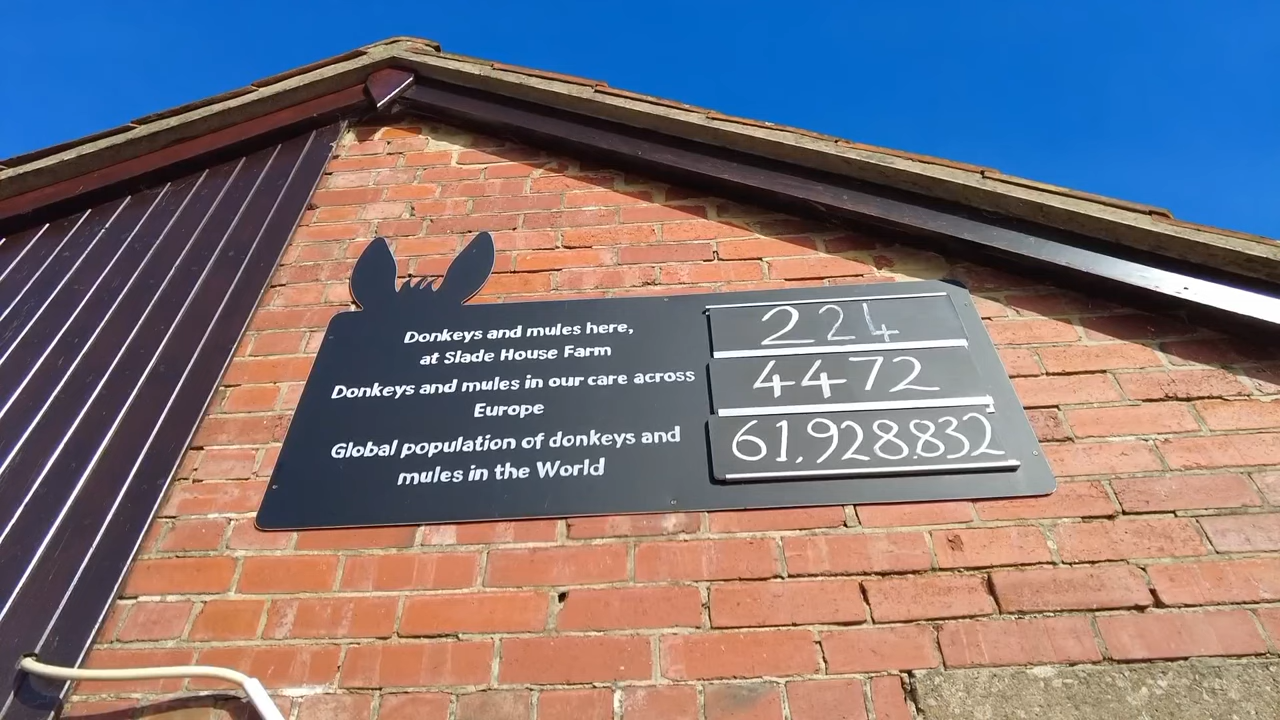 Donkeys and mules here,
at Slade House Farm
224
Donkeys and mules in our care across
Europe
4472
Global population of donkeys and
mules in the World
61,928.832